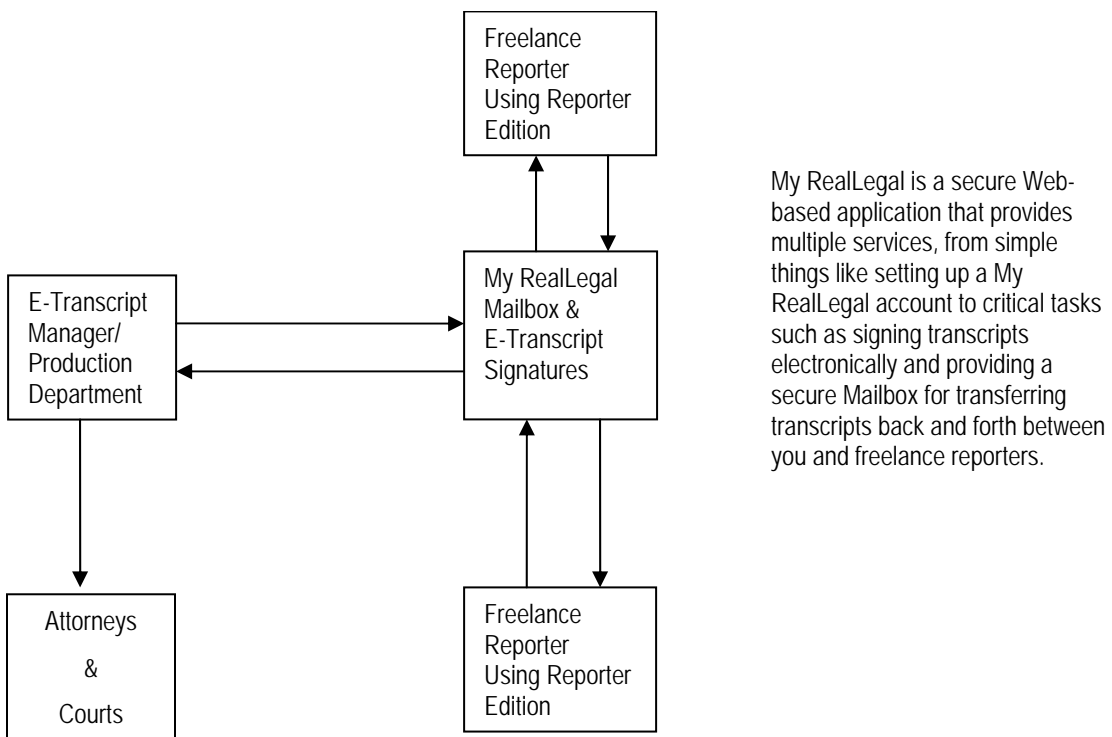 Freelance
Reporter
Using Reporter
Edition
My RealLegal is a secure Web-
based application that provides
multiple services, from simple
things like setting up a My
RealLegal account to critical tasks
such as signing transcripts
electronically and providing a
secure Mailbox for transferring
transcripts back and forth between
you and freelance reporters.
E-Transcript
Manager/
Production
Department
My RealLegal
Mailbox &
E-Transcript
Signatures
Attorneys
&
Courts
Freelance
Reporter
Using Reporter
Edition